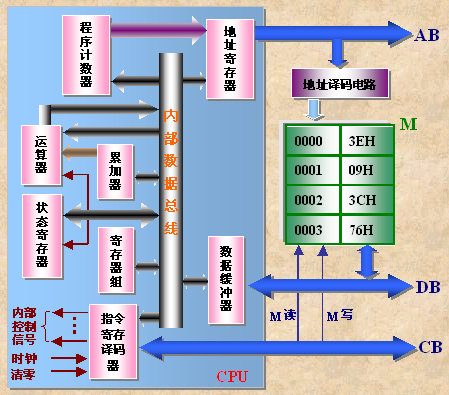 程序计数器
地址寄存器
AB
地址译码电路
M
0000 3EH
0001 09H
0002 3CH
0003 76H
内部数据总线
运算器
累加器
状态寄存器
寄存器组
数据缓冲器
DB
M读
M写
内部控制信号
时钟
清零
指令寄存译码器
CB
CPU